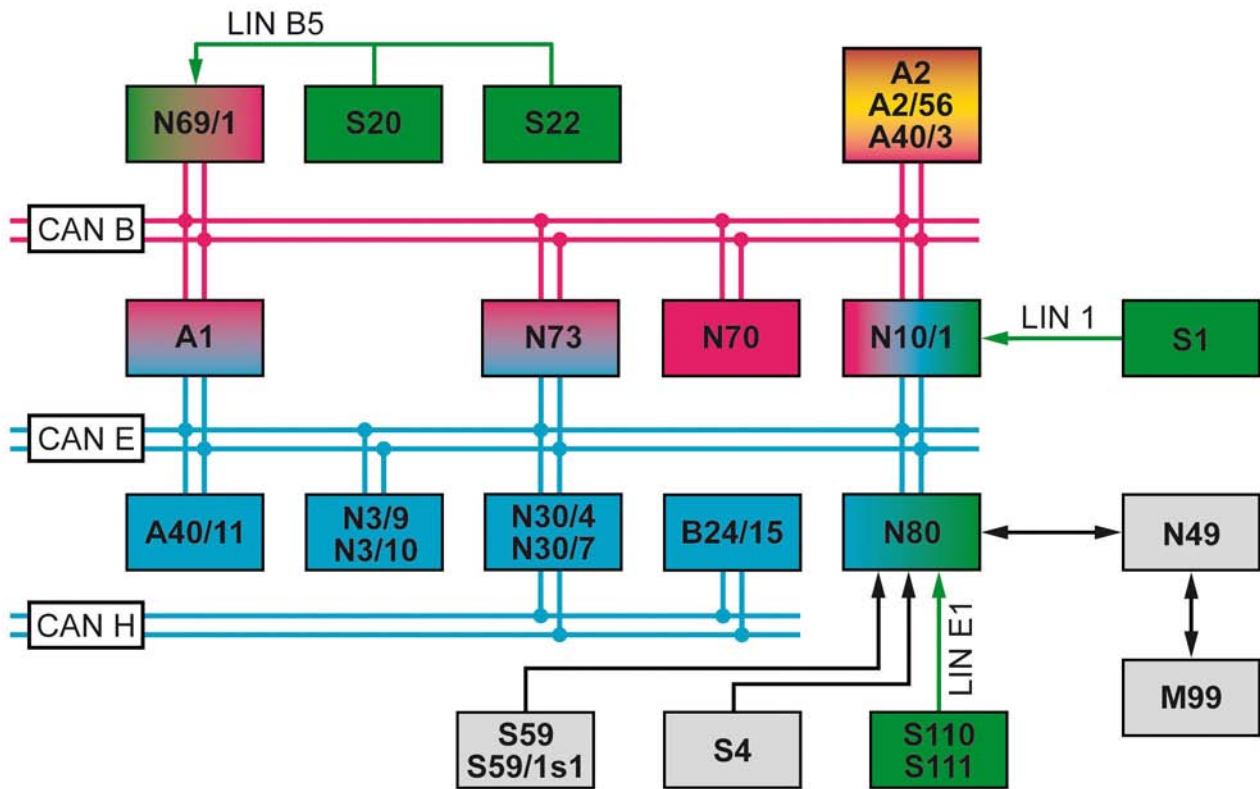 LIN B5
N69/1
S20
S22
A2
A2/56
A40/3
CAN B
A1
N73
N70
N10/1
LIN 1
S1
CAN E
A40/11
N3/9
N3/10
N30/4
N30/7
B24/15
N80
N49
CAN H
LIN E1
M99
S59
S59/1s1
S4
S110
S111